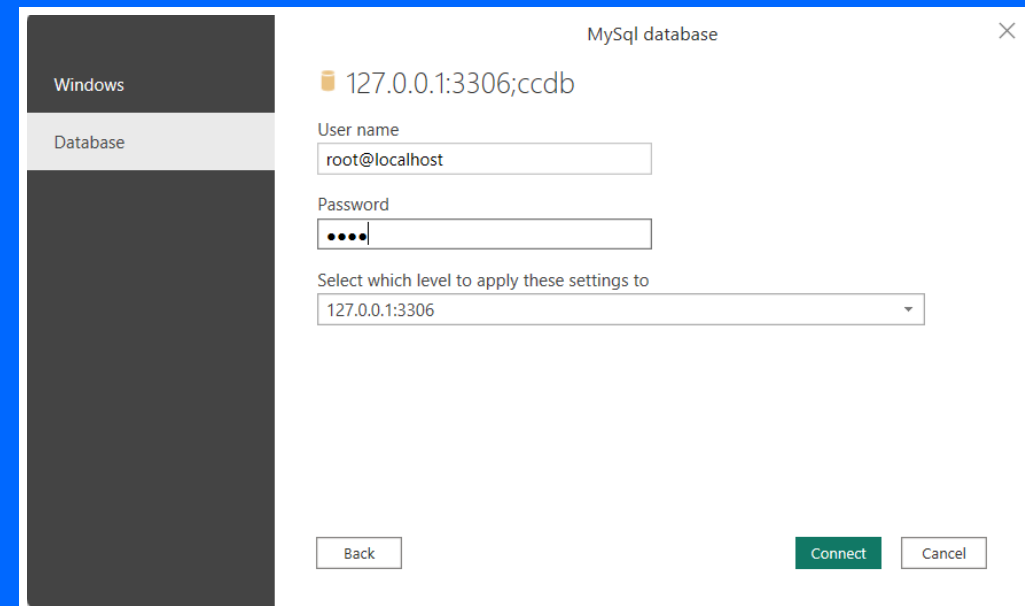 MySql database
Windows
Database
127.0.0.1:3306;ccdb
User name
root@localhost
Password
••••
Select which level to apply these settings to
127.0.0.1:3306
Back
Connect
Cancel